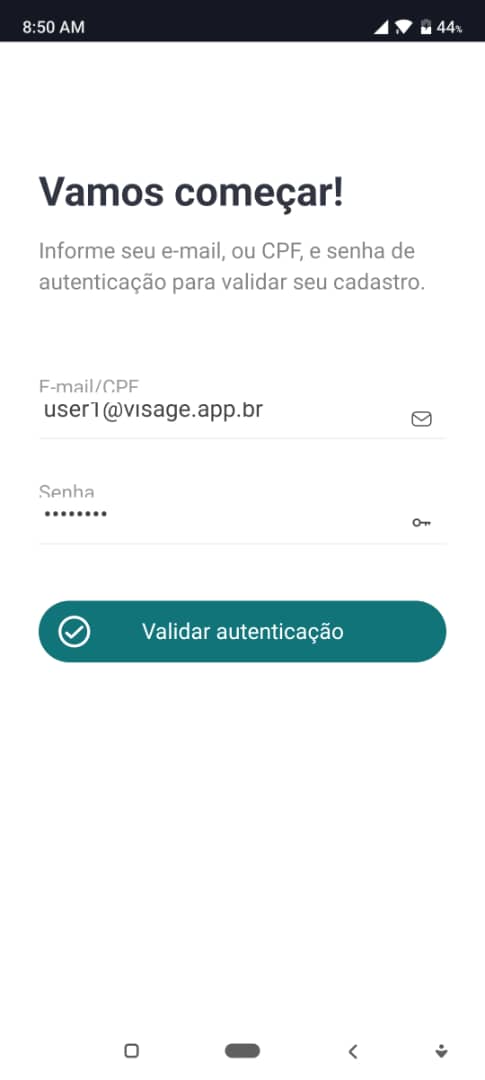 8:50 AM 44%
Vamos começar!
Informe seu e-mail, ou CPF, e senha de
autenticação para validar seu cadastro.
E-mail/CPF
user1@visage.app.br
Senha
••••••••
Validar autenticação